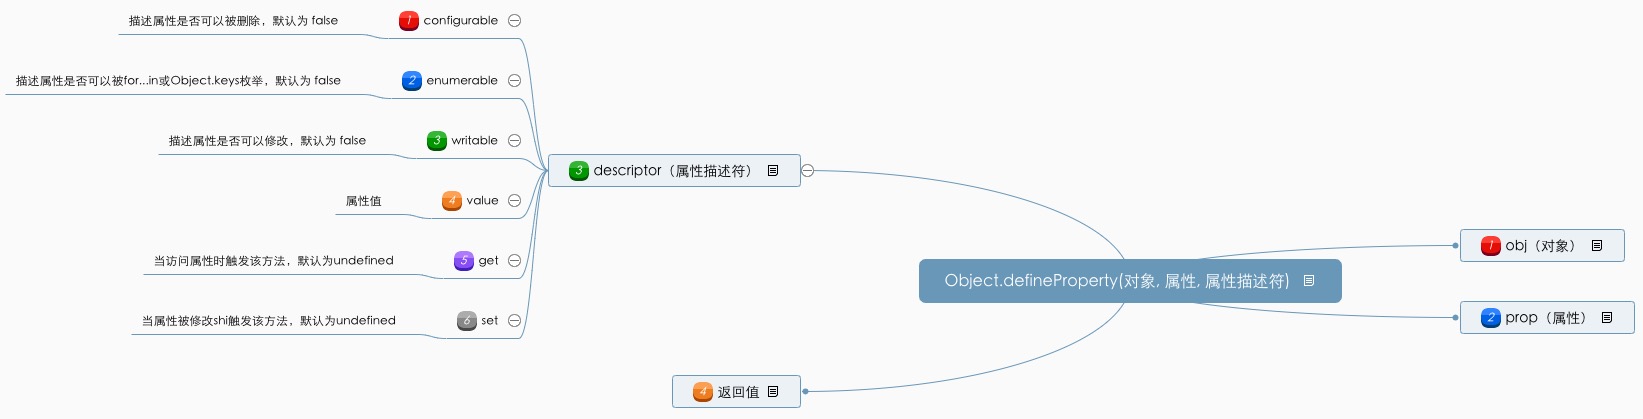 Object.defineProperty(对象, 属性, 属性描述符)
1 obj（对象）
2 prop（属性）
3 descriptor（属性描述符）
1 configurable
描述属性是否可以被删除，默认为 false
2 enumerable
描述属性是否可以被for...in或Object.keys枚举，默认为 false
3 writable
描述属性是否可以修改，默认为 false
4 value
属性值
5 get
当访问属性时触发该方法，默认为undefined
6 set
当属性被修改shi触发该方法，默认为undefined
4 返回值